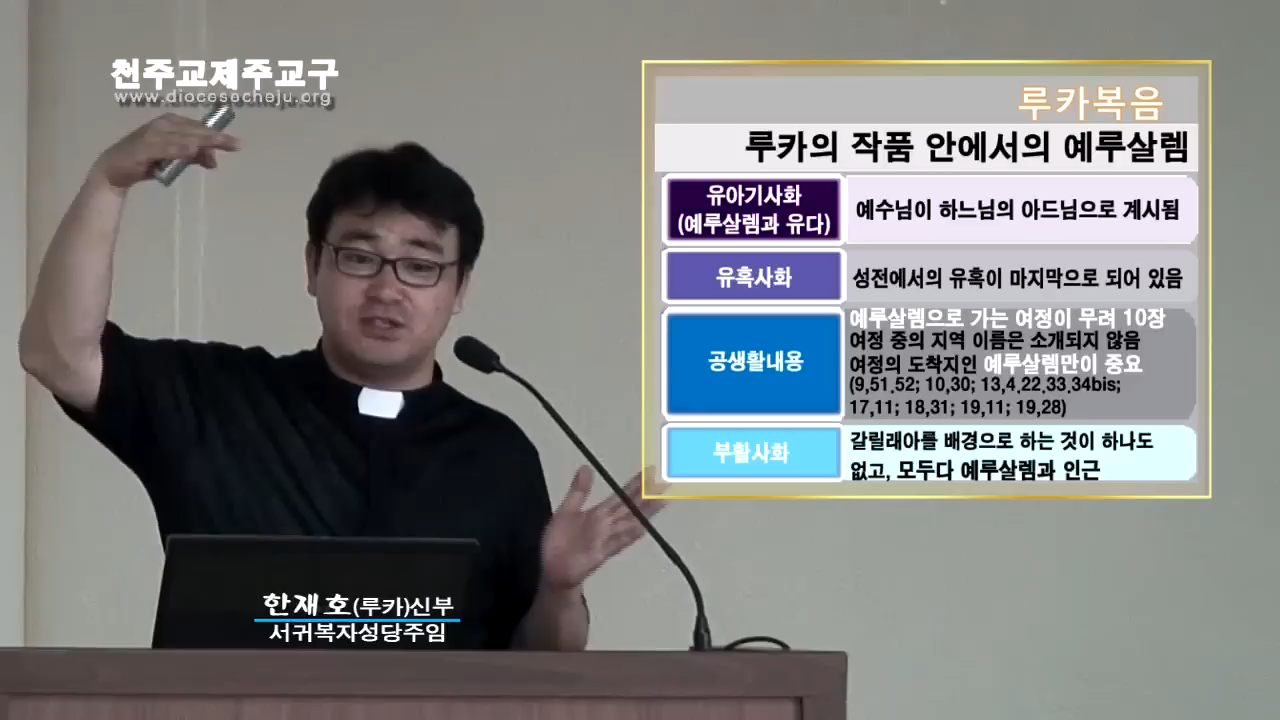 천주교제주교구
www.diocesecheju.org
루카복음
루카의 작품 안에서의 예루살렘
유아기사화
(예루살렘과 유다)
예수님이 하느님의 아드님으로 계시됨
유혹사화
성전에서의 유혹이 마지막으로 되어 있음
공생활내용
예루살렘으로 가는 여정이 무려 10장
여정 중의 지역 이름은 소개되지 않음
여정의 도착지인 예루살렘만이 중요
(9,51.52; 10,30; 13,4.22.33.34bis;
17,11; 18,31; 19,11; 19,28)
부활사화
갈릴래아를 배경으로 하는 것이 하나도
없고, 모두다 예루살렘과 인근
한재호(루카)신부
서귀복자성당주임